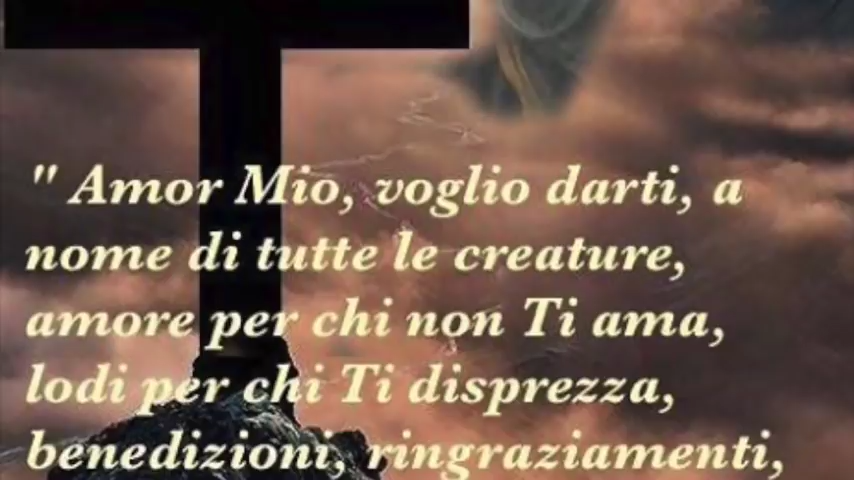 " Amor Mio, voglio darti, a
nome di tutte le creature,
amore per chi non Ti ama,
lodi per chi Ti disprezza,
benedizioni, ringraziamenti,